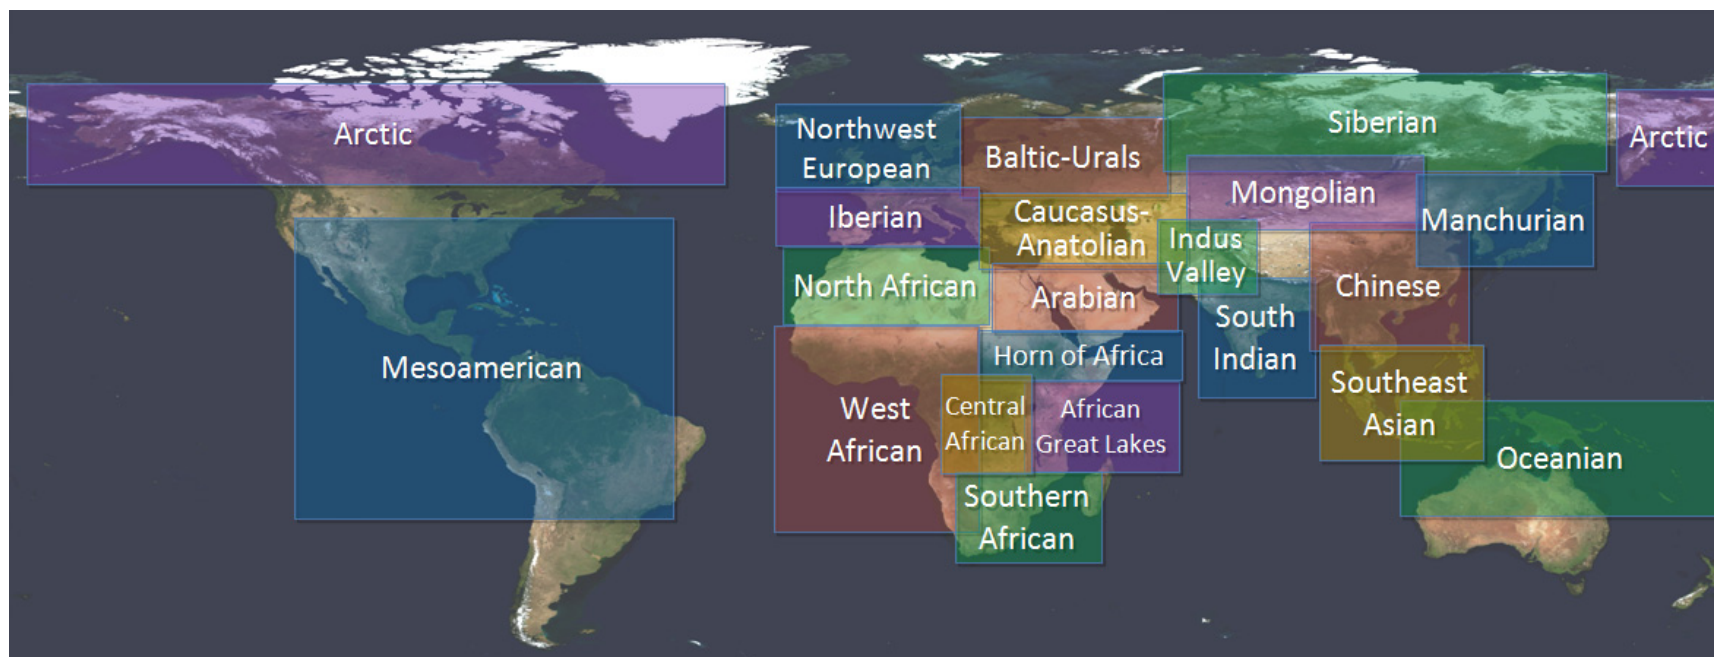 Arctic
Northwest
European
Baltic-Urals
Siberian
Arctic
Iberian
Caucasus-
Anatolian
Mongolian
Manchurian
Indus
Valley
North African
Arabian
Chinese
South
Indian
Mesoamerican
Horn of Africa
West
African
Central
African
African
Great Lakes
Southeast
Asian
Oceanian
Southern
African